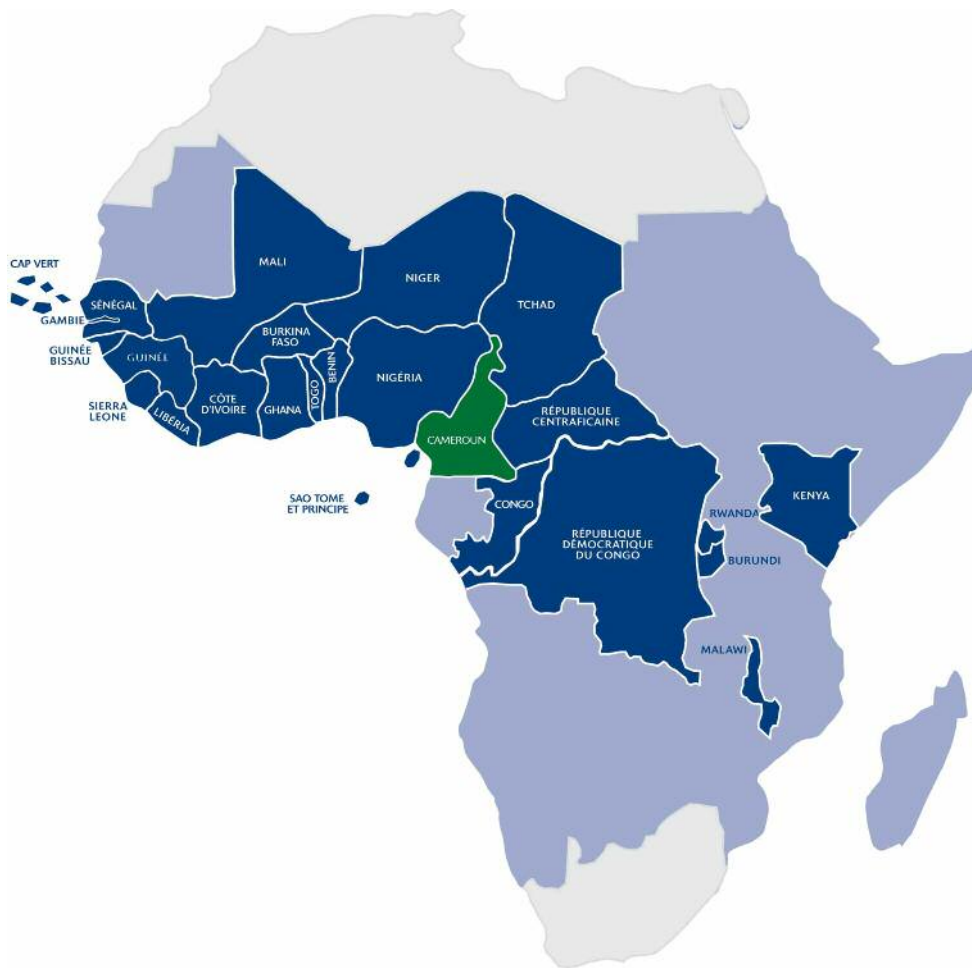 MALI
NIGER
TCHAD
CAP VERT
SÉNÉGAL
GAMBIE
BURKINA
FASO
GUINÉE
BISSAU
GUINÉE
BENIN
NIGÉRIA
TOGO
CÔTE
D'IVOIRE
GHANA
SIERRA
LEONE
LIBÉRIA
RÉPUBLIQUE
CENTRAFICAINE
CAMEROUN
SAO TOME
ET PRINCIPE
CONGO
KENYA
RWANDA
RÉPUBLIQUE
DÉMOCRATIQUE
DU CONGO
BURUNDI
MALAWI